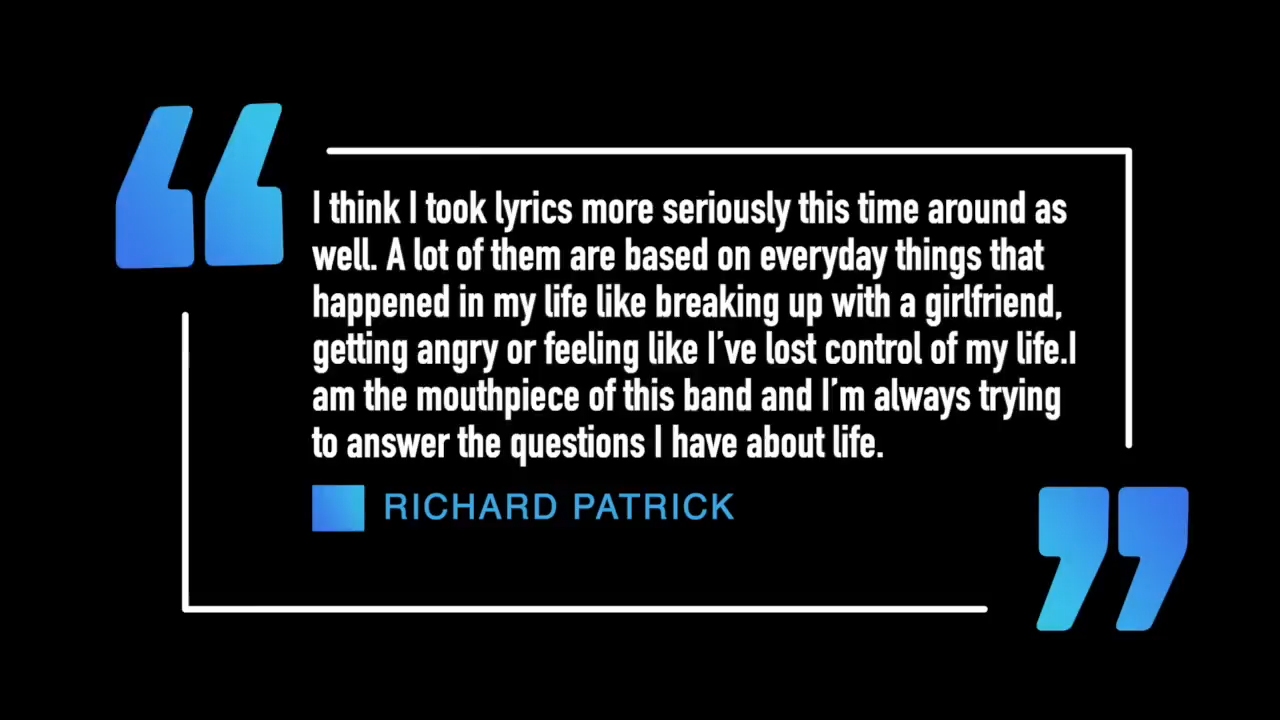 I think I took lyrics more seriously this time around as
well. A lot of them are based on everyday things that
happened in my life like breaking up with a girlfriend,
getting angry or feeling like I’ve lost control of my life.I
am the mouthpiece of this band and I’m always trying
to answer the questions I have about life.
RICHARD PATRICK